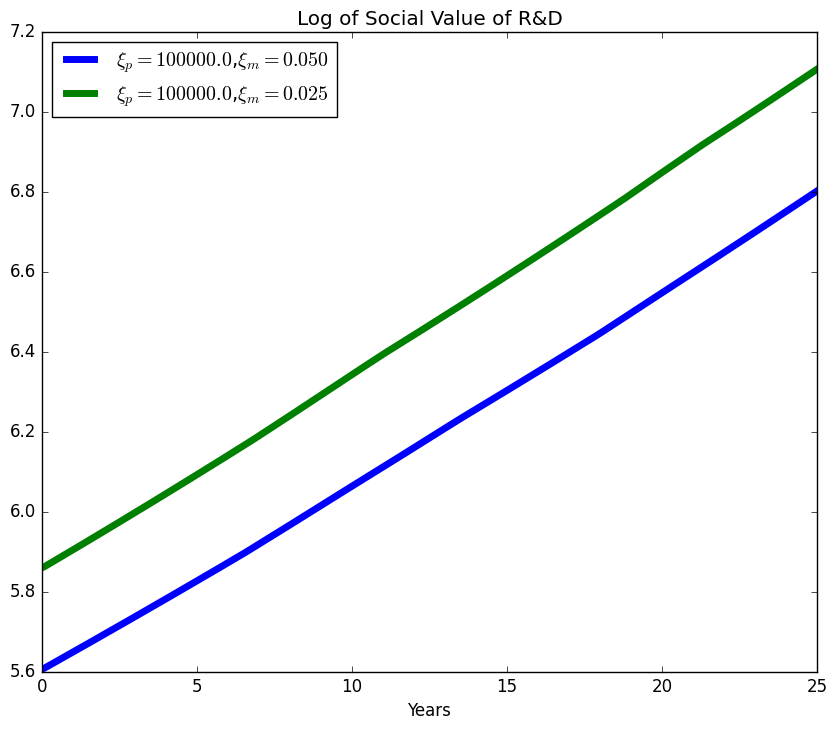 Log of Social Value of R&D
ξp = 100000.0,ξm = 0.050
ξp = 100000.0,ξm = 0.025
7.2
7.0
6.8
6.6
6.4
6.2
6.0
5.8
5.6
0 5 10 15 20 25
Years